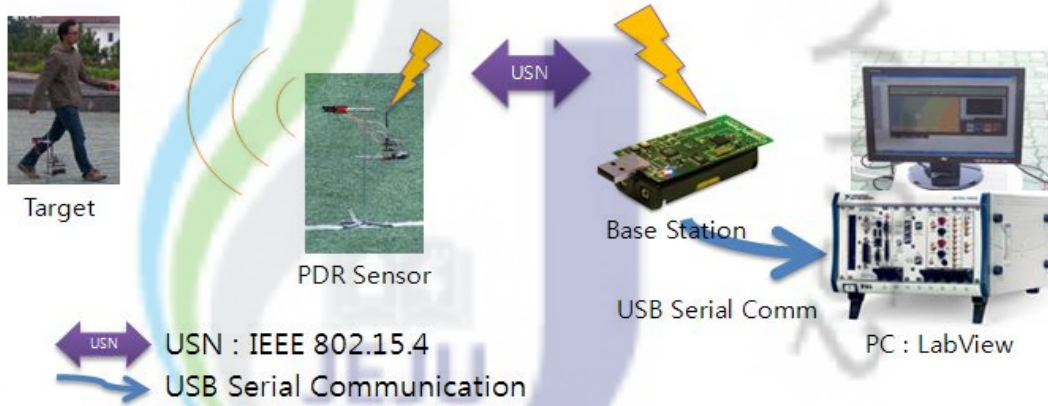 USN
Target
PDR Sensor
Base Station
USB Serial Comm
PC : LabView
USN
USN : IEEE 802.15.4
USB Serial Communication
JEJU